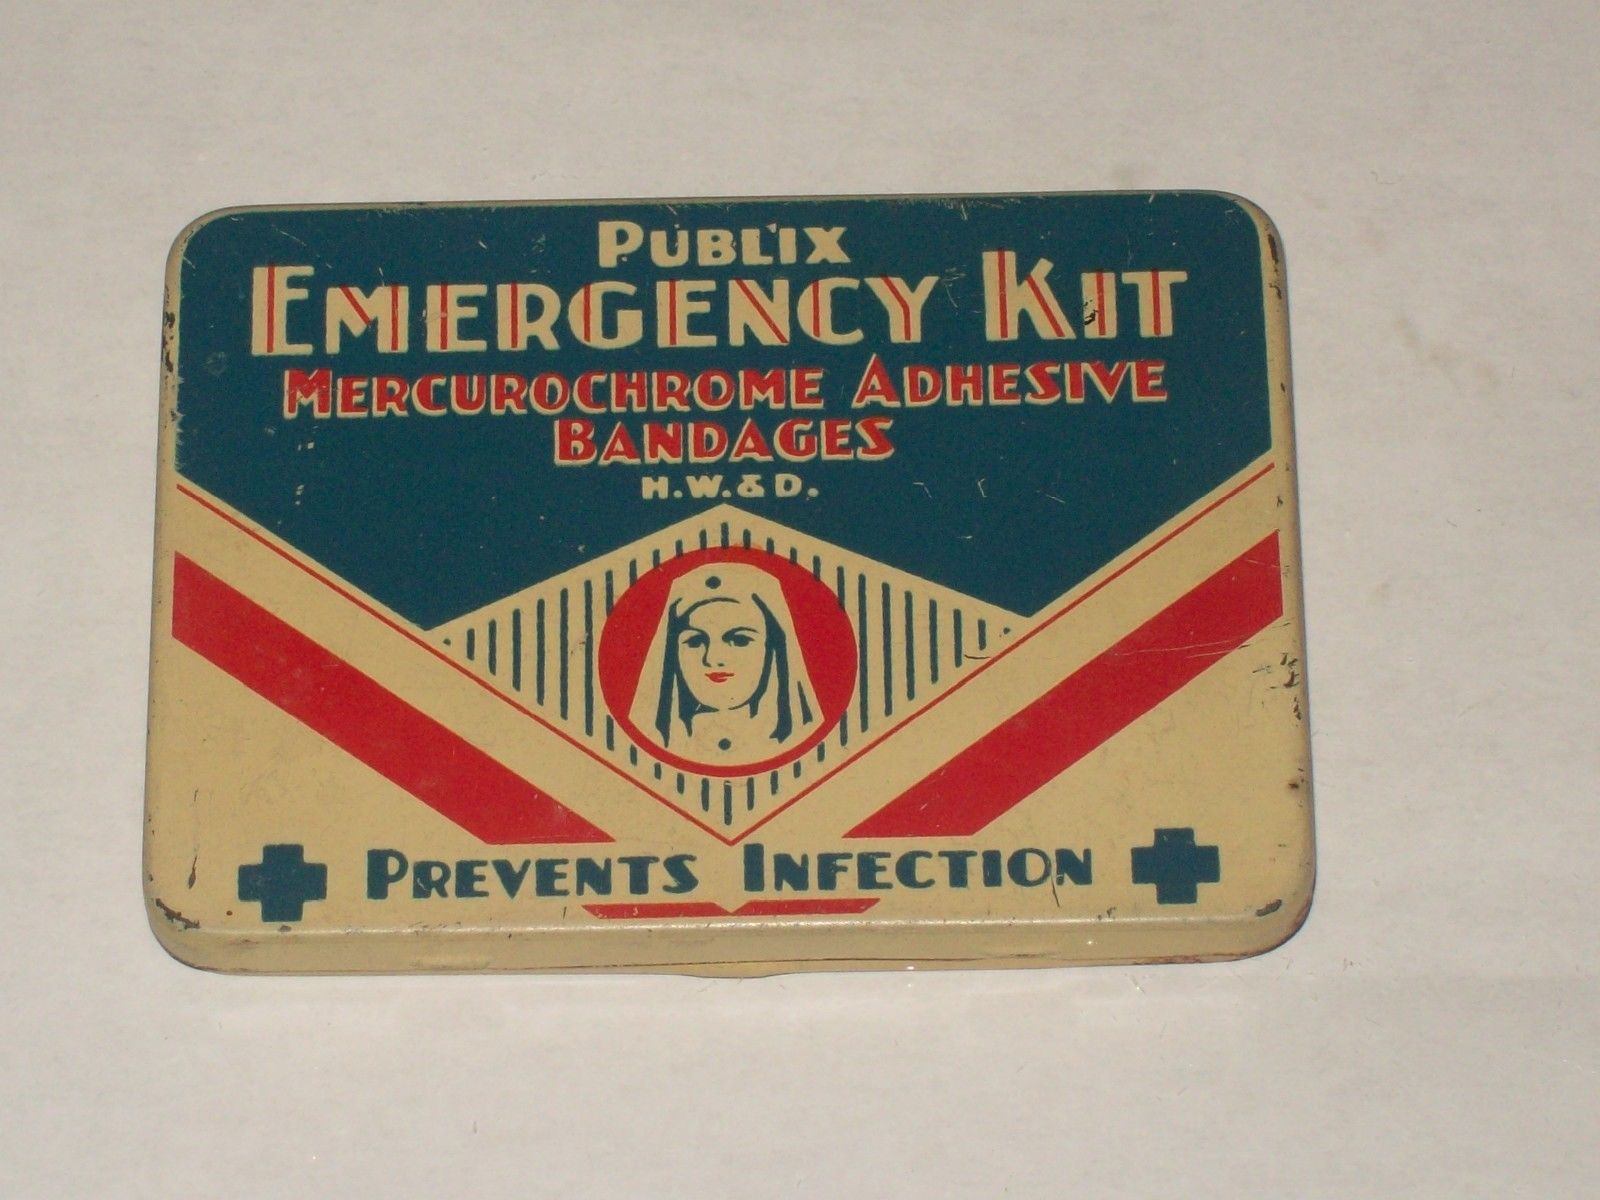 PUBLIX
EMERGENCY KIT
MERCUROCHROME ADHESIVE
BANDAGES
H.W.& D.
PREVENTS INFECTION